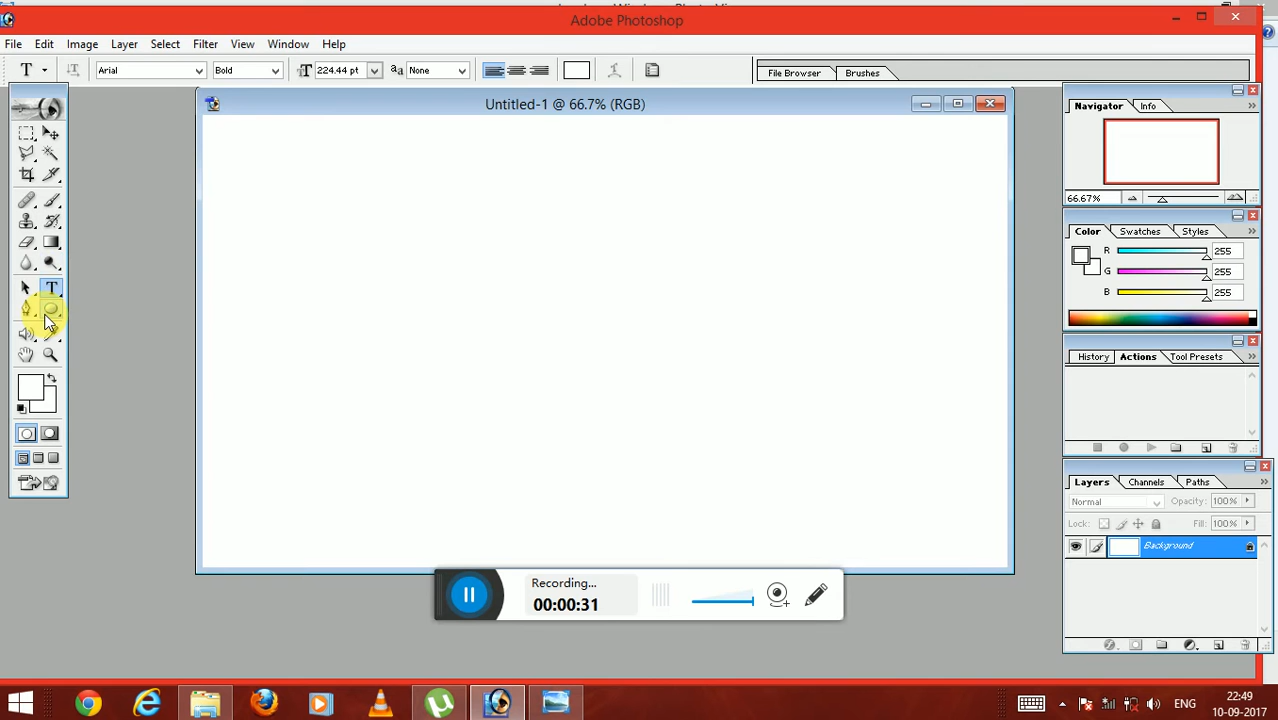 Adobe Photoshop
File Edit Image Layer Select Filter View Window Help
T T Arial Bold T 224.44 pt aa None File Browser Brushes
Untitled-1 @ 66.7% (RGB)
Navigator Info
66.67%
Color Swatches Styles
R 255
G 255
B 255
T
History Actions Tool Presets
Layers Channels Paths
Normal Opacity: 100%
Lock: Fill: 100%
Background
Recording...
00:00:31
ENG
22:49
10-09-2017